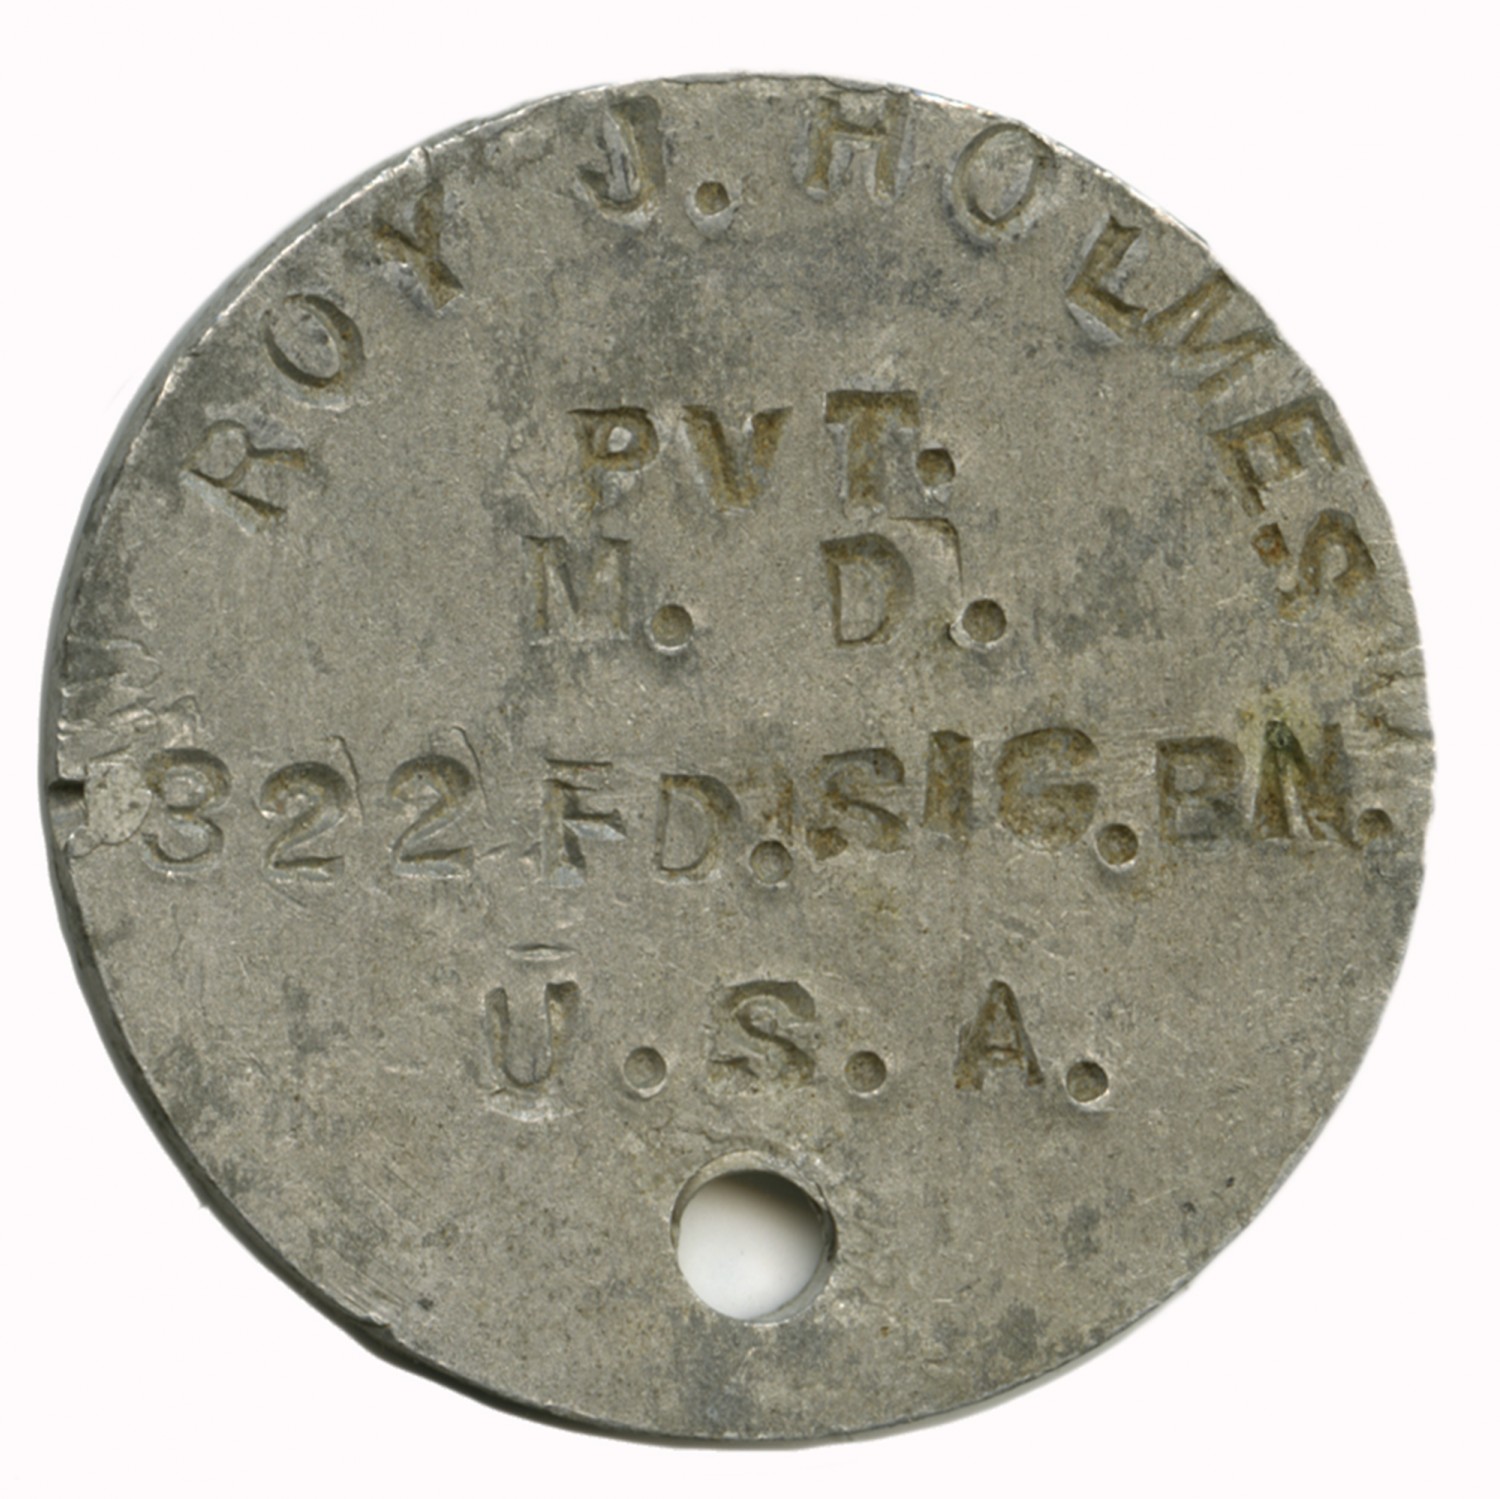 ROY J. HOLMES
PVT.
M. D.
322 FD. SIG. BN.
U. S. A.